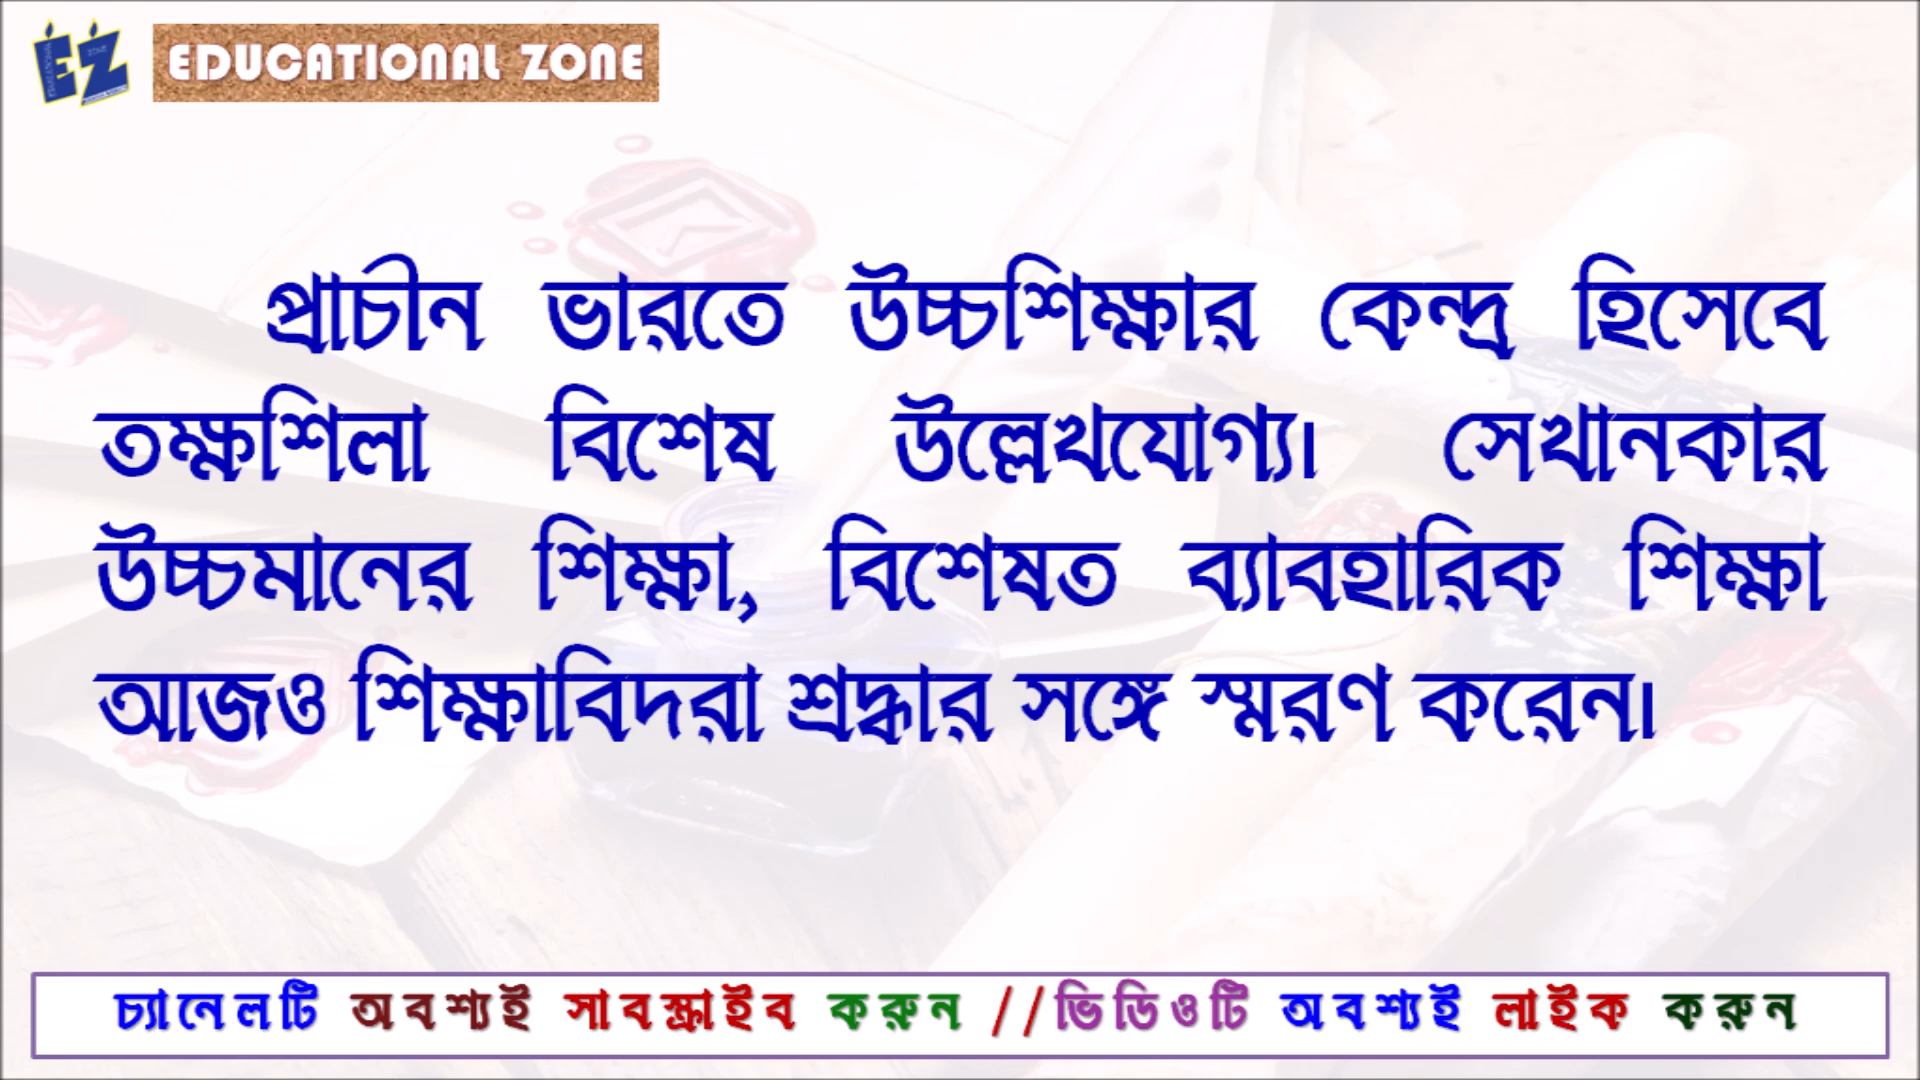 EZ EDUCATIONAL ZONE
প্রাচীন ভারতে উচ্চশিক্ষার কেন্দ্র হিসেবে
তক্ষশিলা বিশেষ উল্লেখযোগ্য। সেখানকার
উচ্চমানের শিক্ষা, বিশেষত ব্যাবহারিক শিক্ষা
আজও শিক্ষাবিদরা শ্রদ্ধার সঙ্গে স্মরণ করেন।
চ্যানেলটি অবশ্যই সাবস্ক্রাইব করুন //ভিডিওটি অবশ্যই লাইক করুন